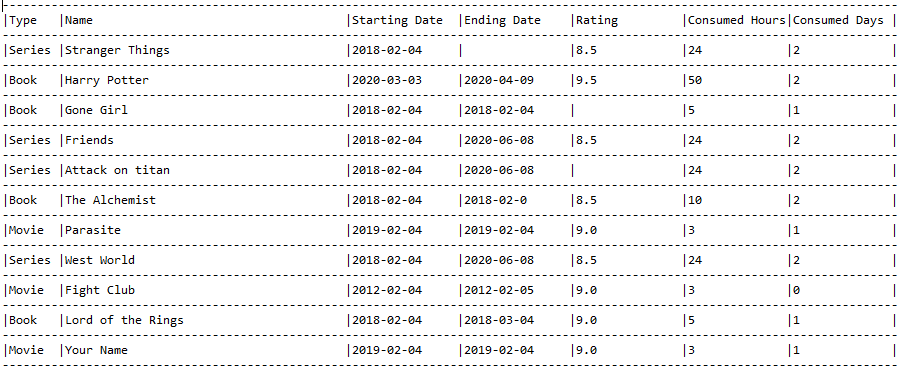 |Type |Name |Starting Date |Ending Date |Rating |Consumed Hours|Consumed Days |
|Series |Stranger Things |2018-02-04 | |8.5 |24 |2 |
|Book |Harry Potter |2020-03-03 |2020-04-09 |9.5 |50 |2 |
|Book |Gone Girl |2018-02-04 |2018-02-04 | |5 |1 |
|Series |Friends |2018-02-04 |2020-06-08 |8.5 |24 |2 |
|Series |Attack on titan |2018-02-04 |2020-06-08 | |24 |2 |
|Book |The Alchemist |2018-02-04 |2018-02-0 |8.5 |10 |2 |
|Movie |Parasite |2019-02-04 |2019-02-04 |9.0 |3 |1 |
|Series |West World |2018-02-04 |2020-06-08 |8.5 |24 |2 |
|Movie |Fight Club |2012-02-04 |2012-02-05 |9.0 |3 |0 |
|Book |Lord of the Rings |2018-02-04 |2018-03-04 |9.0 |5 |1 |
|Movie |Your Name |2019-02-04 |2019-02-04 |9.0 |3 |1 |